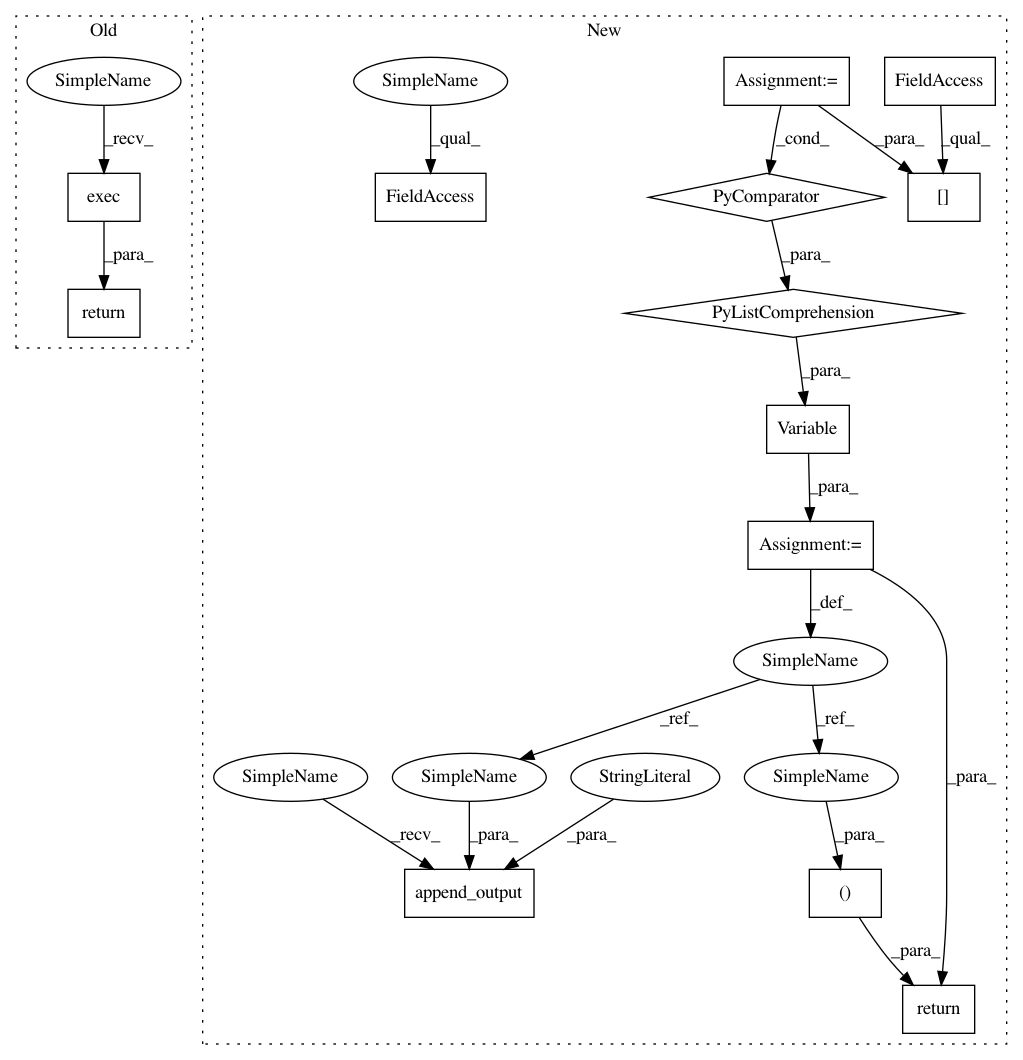 Old
New
SimpleName
SimpleName
Assignment:=
FieldAccess
_recv_
_qual_
_cond_
_para_
_qual_
exec
FieldAccess
PyComparator
[]
_para_
_para_
return
PyListComprehension
_para_
Variable
_para_
Assignment:=
_def_
SimpleName
_ref_
_ref_
SimpleName
SimpleName
StringLiteral
SimpleName
_para_
_recv_
_para_
_para_
_para_
append_output
()
_para_
return